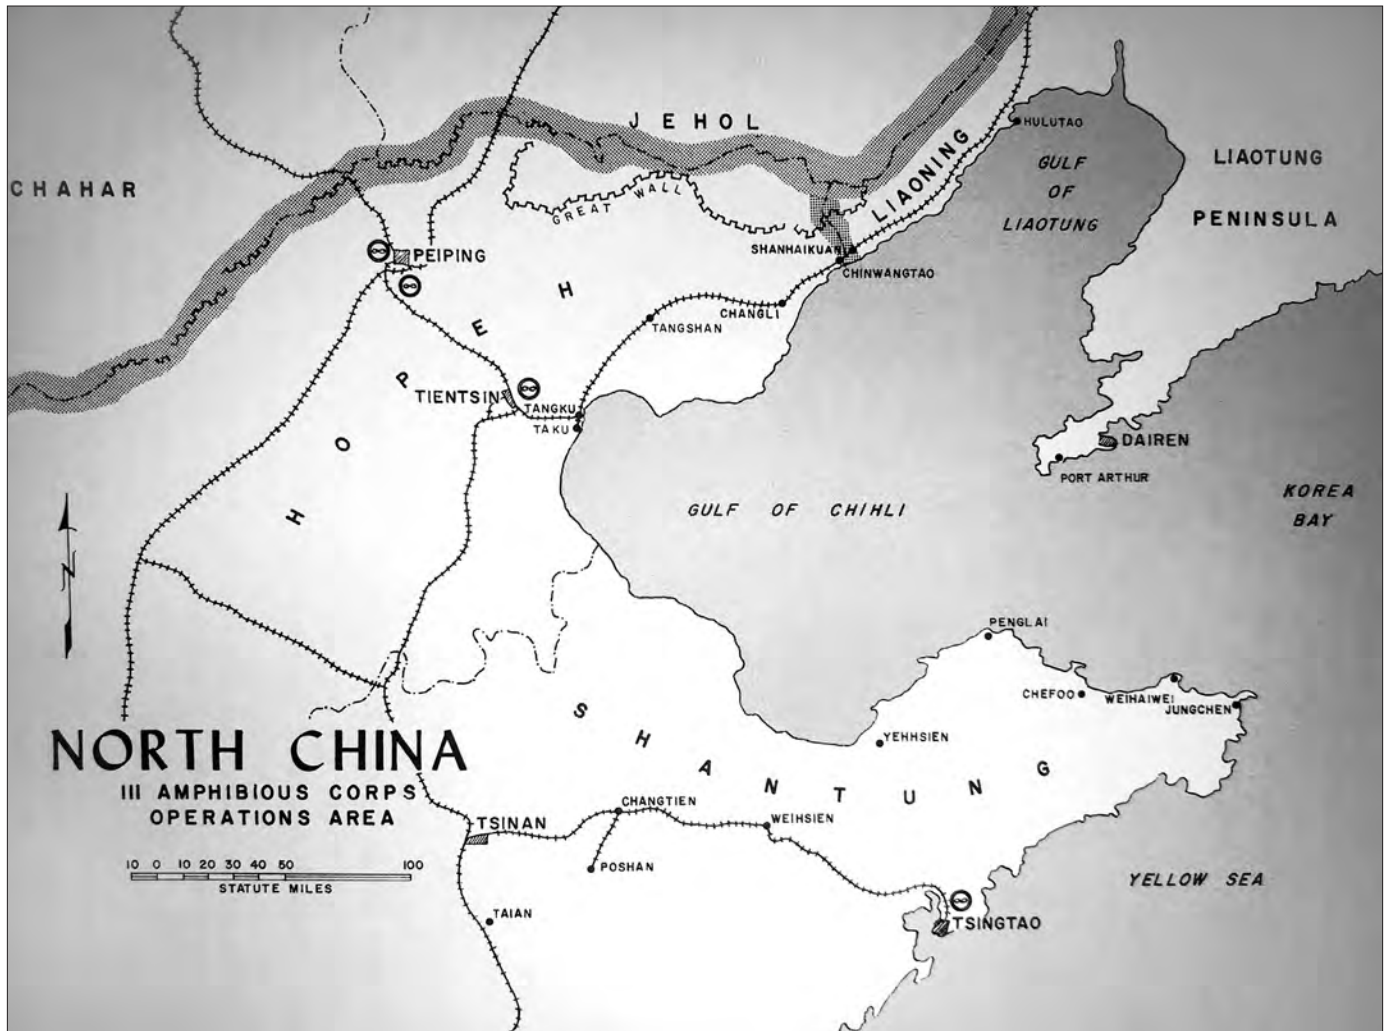 JEHOL
CHAHAR
LIAONING
HULUTAO
GULF
OF
LIAOTUNG
LIAOTUNG
PENINSULA
GREAT WALL
PEIPING
SHANHAIKUAN
CHINWANGTAO
HOPEH
CHANGLI
TANGSHAN
TIENTSIN
TANGKU
TAKU
DAIREN
PORT ARTHUR
GULF OF CHIHLI
KOREA
BAY
N
PENGLAI
CHEFOO
WEIHAIWEI
JUNGCHEN
SHANTUNG
YEHHSIEN
NORTH CHINA
III AMPHIBIOUS CORPS
OPERATIONS AREA
TSINAN
CHANGTIEN
WEIHSIEN
POSHAN
10 0 10 20 30 40 50 100
STATUTE MILES
TAIAN
YELLOW SEA
TSINGTAO